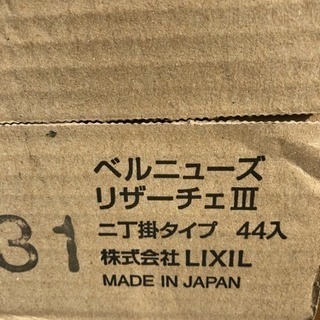 ベルニューズ
リザーチェⅢ
二丁掛タイプ 44入
株式会社 LIXIL
MADE IN JAPAN
31